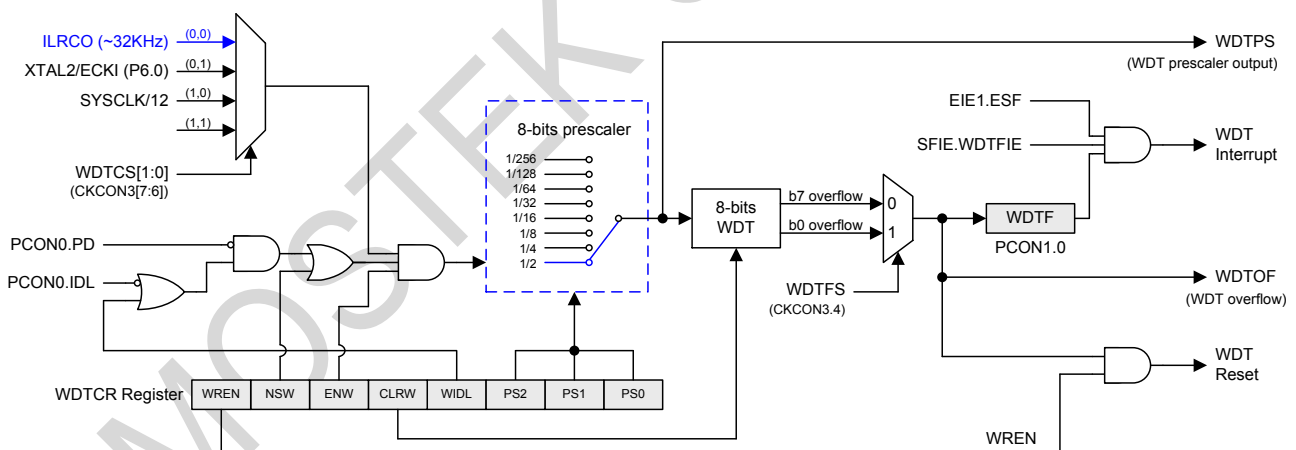 ILRCO (~32KHz)
(0,0)
XTAL2/ECKI (P6.0)
(0,1)
SYSCLK/12
(1,0)
(1,1)
WDTCS[1:0]
(CKCON3[7:6])
PCON0.PD
PCON0.IDL
8-bits prescaler
1/256
1/128
1/64
1/32
1/16
1/8
1/4
1/2
8-bits
WDT
b7 overflow
b0 overflow
0
1
WDTFS
(CKCON3.4)
WDTPS
(WDT prescaler output)
EIE1.ESF
SFIE.WDTFIE
WDT
Interrupt
WDTF
PCON1.0
WDTOF
(WDT overflow)
WDT
Reset
WREN
WDTCR Register
WREN
NSW
ENW
CLRW
WIDL
PS2
PS1
PS0
MOSTEK